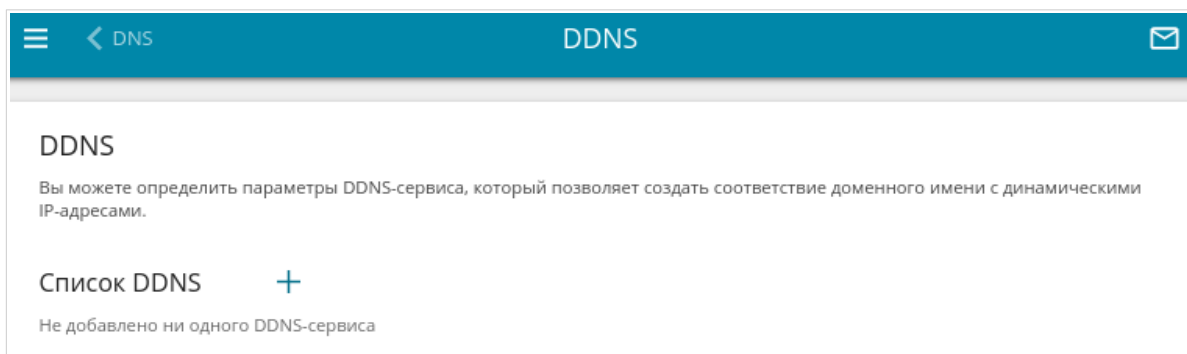 DNS
DDNS
DDNS
Вы можете определить параметры DDNS-сервиса, который позволяет создать соответствие доменного имени с динамическими
IP-адресами.
Список DDNS
Не добавлено ни одного DDNS-сервиса